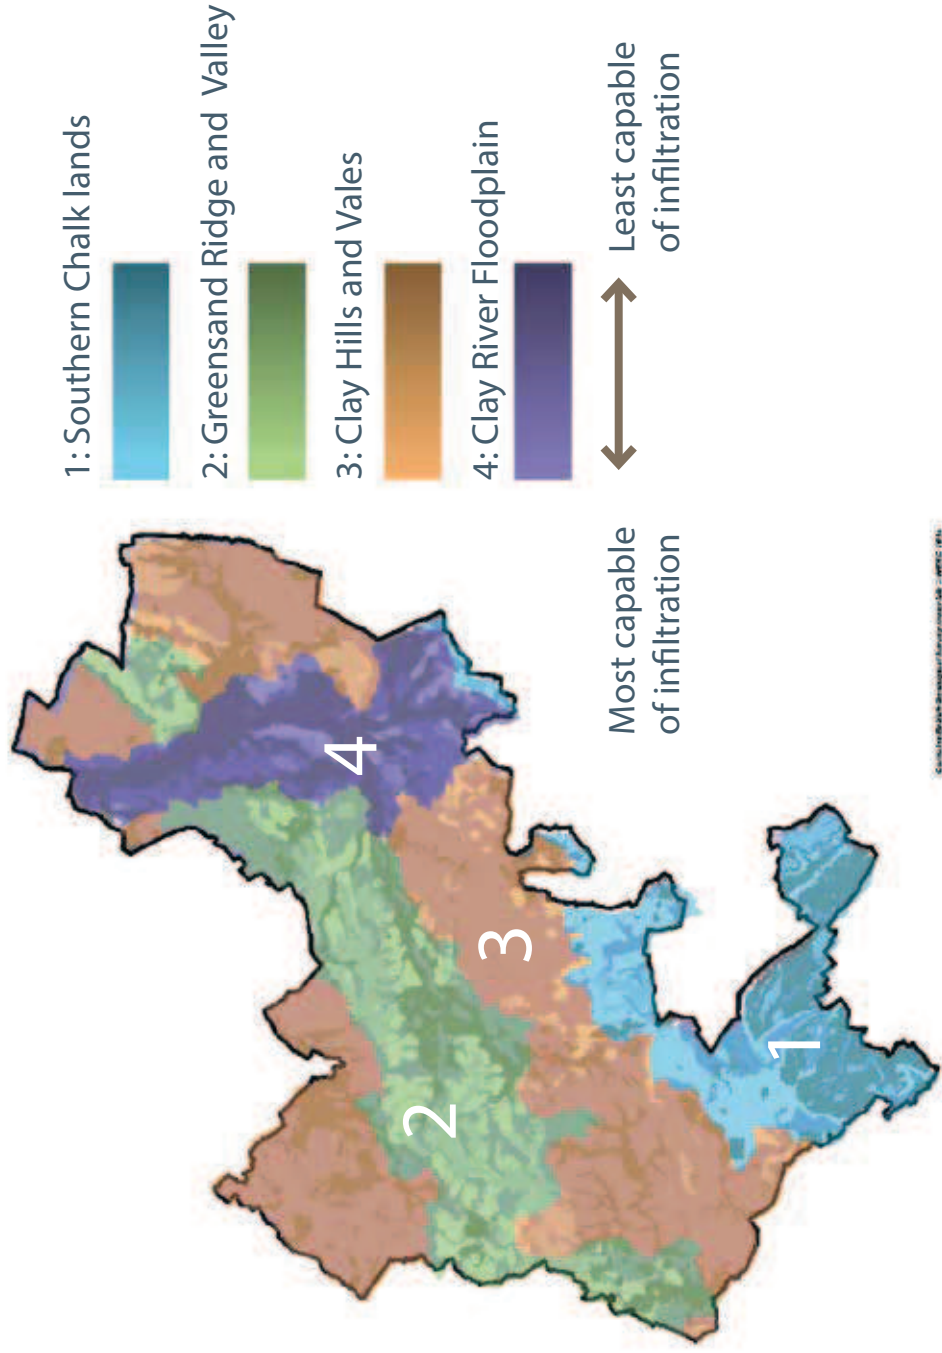 1: Southern Chalk lands
2: Greensand Ridge and Valley
3: Clay Hills and Vales
4: Clay River Floodplain
Most capable
of infiltration
Least capable
of infiltration
1
2
3
4